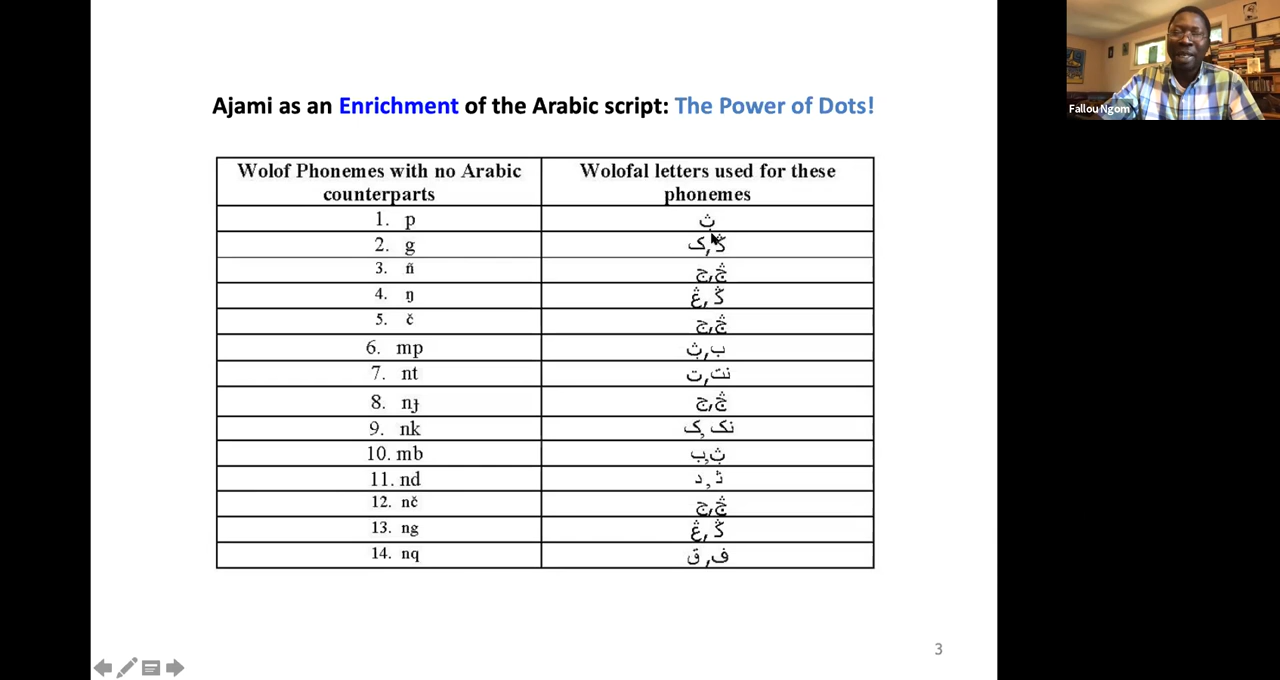 Ajami as an Enrichment of the Arabic script: The Power of Dots!
Wolof Phonemes with no Arabic counterparts
Wolofal letters used for these phonemes
1. p
2. g
3. ñ
4. ŋ
5. č
6. mp
ب
7. nt
نت, ت
8. nɟ
9. nk
نک, ک
10. mb
ب
11. nd
د
12. nč
13. ng
14. nq
ف, ق
3
Fallou Ngom